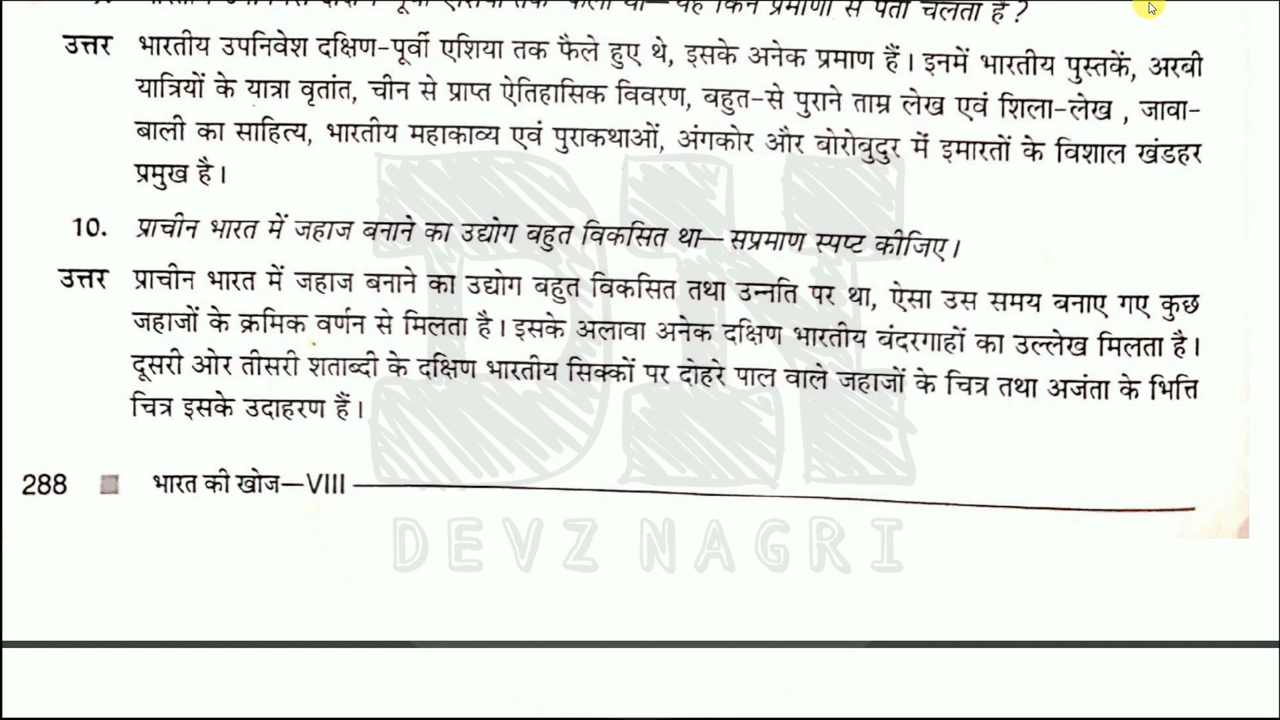 उत्तर भारतीय उपनिवेश दक्षिण-पूर्वी एशिया तक फैले हुए थे, इसके अनेक प्रमाण हैं। इनमें भारतीय पुस्तकें, अरबी
यात्रियों के यात्रा वृतांत, चीन से प्राप्त ऐतिहासिक विवरण, बहुत-से पुराने ताम्र लेख एवं शिला-लेख , जावा-
बाली का साहित्य, भारतीय महाकाव्य एवं पुराकथाओं, अंगकोर और बोरोबुदुर में इमारतों के विशाल खंडहर
प्रमुख है।
10. प्राचीन भारत में जहाज बनाने का उद्योग बहुत विकसित था—सप्रमाण स्पष्ट कीजिए।
उत्तर प्राचीन भारत में जहाज बनाने का उद्योग बहुत विकसित तथा उन्नति पर था, ऐसा उस समय बनाए गए कुछ
जहाजों के क्रमिक वर्णन से मिलता है। इसके अलावा अनेक दक्षिण भारतीय बंदरगाहों का उल्लेख मिलता है।
दूसरी ओर तीसरी शताब्दी के दक्षिण भारतीय सिक्कों पर दोहरे पाल वाले जहाजों के चित्र तथा अजंता के भित्ति
चित्र इसके उदाहरण हैं।
288 भारत की खोज—VIII
DN
DEVZ NAGRI